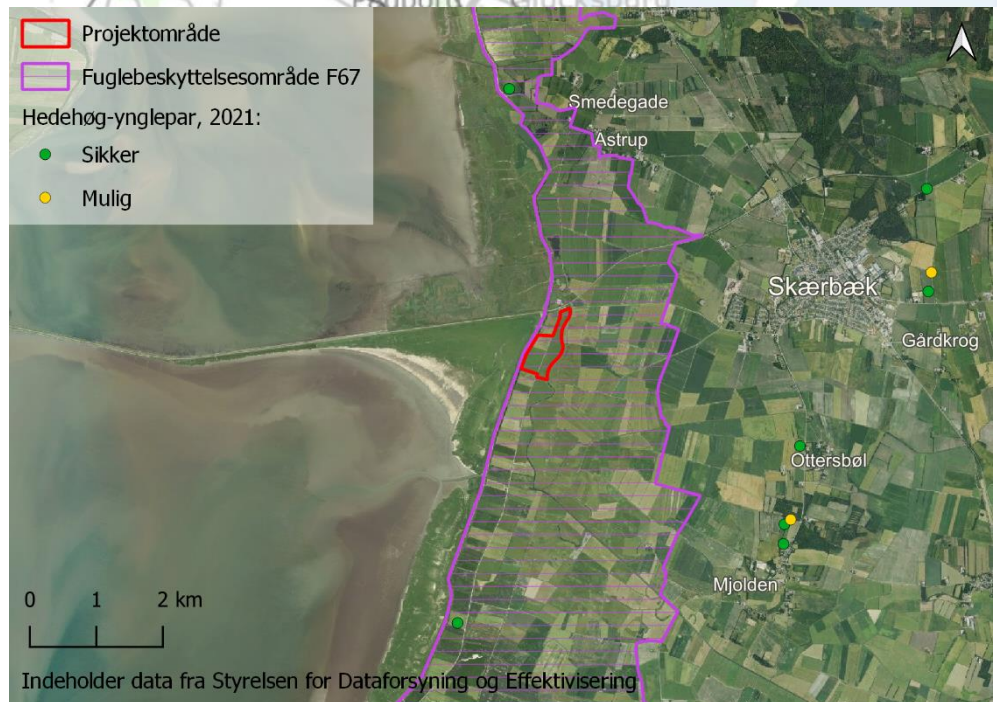 Projektområde
Fuglebeskyttelsesområde F67
Hedehøg-ynglepar, 2021:
Sikker
Mulig
Smedegade
Åstrup
Skærbæk
Gårdkrog
Ottersbøl
Mjolden
0 1 2 km
Indeholder data fra Styrelsen for Dataforsyning og Effektivisering